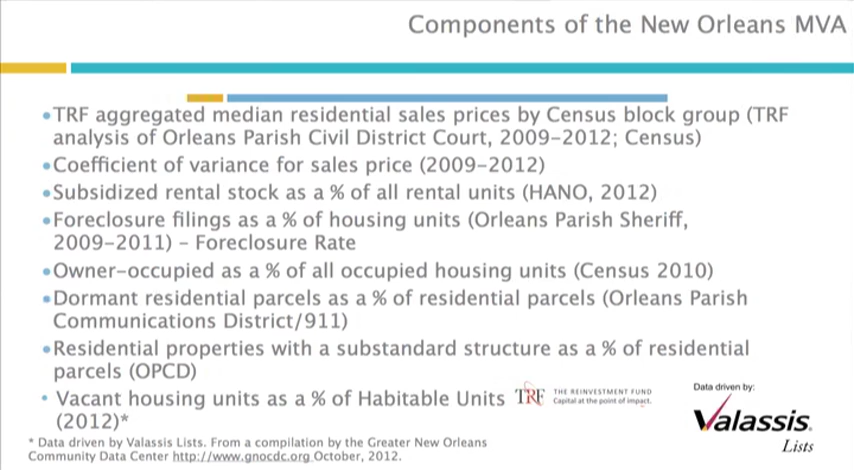 Components of the New Orleans MVA
•TRF aggregated median residential sales prices by Census block group (TRF
analysis of Orleans Parish Civil District Court, 2009-2012; Census)
•Coefficient of variance for sales price (2009-2012)
•Subsidized rental stock as a % of all rental units (HANO, 2012)
•Foreclosure filings as a % of housing units (Orleans Parish Sheriff,
2009-2011) - Foreclosure Rate
•Owner-occupied as a % of all occupied housing units (Census 2010)
•Dormant residential parcels as a % of residential parcels (Orleans Parish
Communications District/911)
•Residential properties with a substandard structure as a % of residential
parcels (OPCD)
• Vacant housing units as a % of Habitable Units
(2012)*
TRF THE REINVESTMENT FUND
Capital at the point of impact.
Data driven by:
Valassis.
Lists
* Data driven by Valassis Lists. From a compilation by the Greater New Orleans
Community Data Center http://www.gnocdc.org October, 2012.